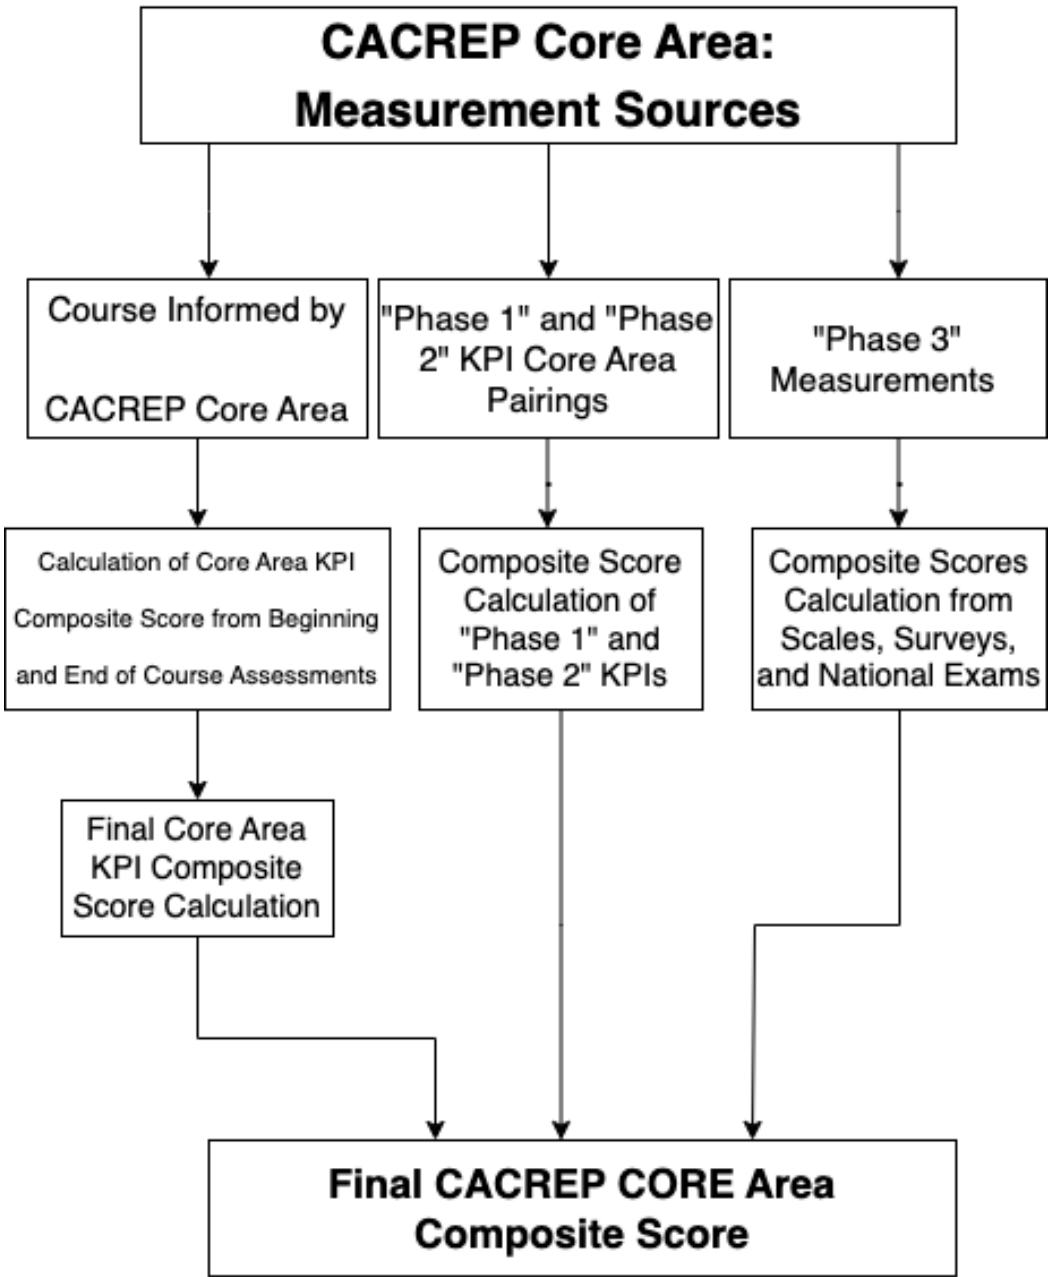 CACREP Core Area:
Measurement Sources
Course Informed by
CACREP Core Area
"Phase 1" and "Phase
2" KPI Core Area
Pairings
"Phase 3"
Measurements
Calculation of Core Area KPI
Composite Score from Beginning
and End of Course Assessments
Composite Score
Calculation of
"Phase 1" and
"Phase 2" KPIs
Composite Scores
Calculation from
Scales, Surveys,
and National Exams
Final Core Area
KPI Composite
Score Calculation
Final CACREP CORE Area
Composite Score